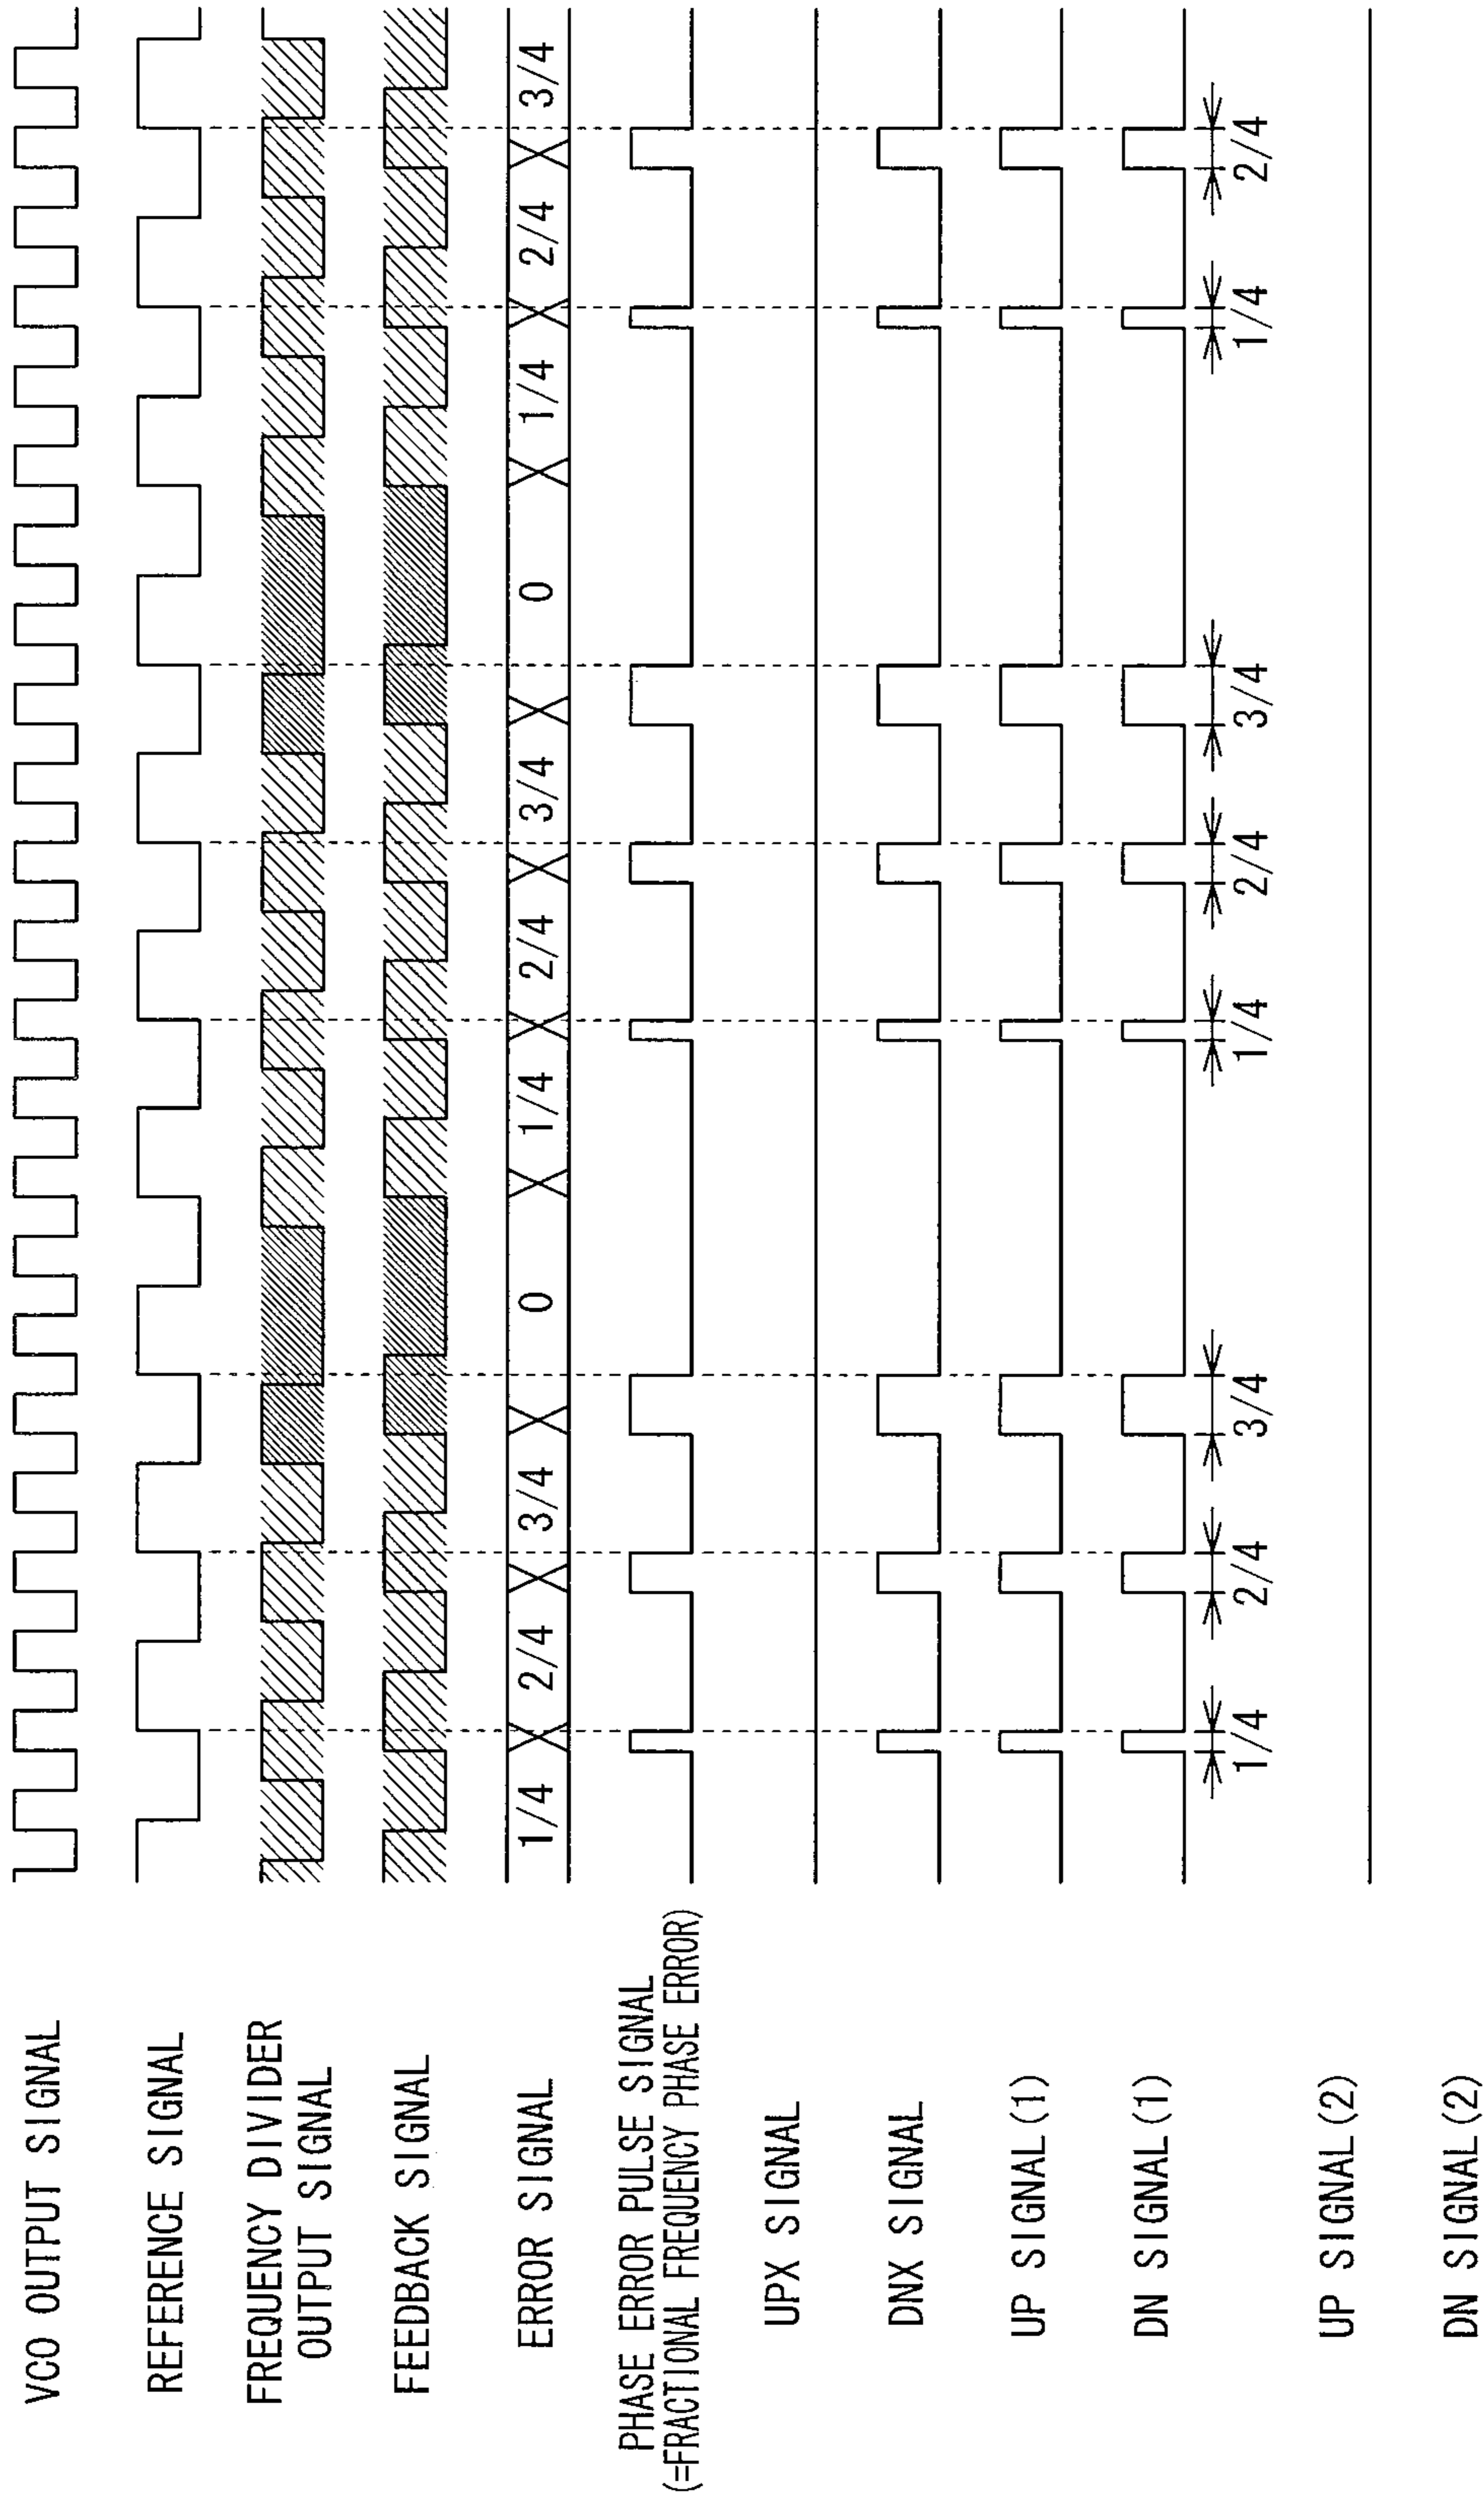 VCO OUTPUT SIGNAL
REFERENCE SIGNAL
FREQUENCY DIVIDER
OUTPUT SIGNAL
FEEDBACK SIGNAL
ERROR SIGNAL
1/4 2/4 3/4 0 1/4 2/4 3/4 0 1/4 2/4 3/4
PHASE ERROR PULSE SIGNAL
(=FRACTIONAL FREQUENCY PHASE ERROR)
UPX SIGNAL
DNX SIGNAL
UP SIGNAL(1)
DN SIGNAL(1)
1/4 2/4 3/4 1/4 2/4 3/4 1/4 2/4
UP SIGNAL(2)
DN SIGNAL(2)